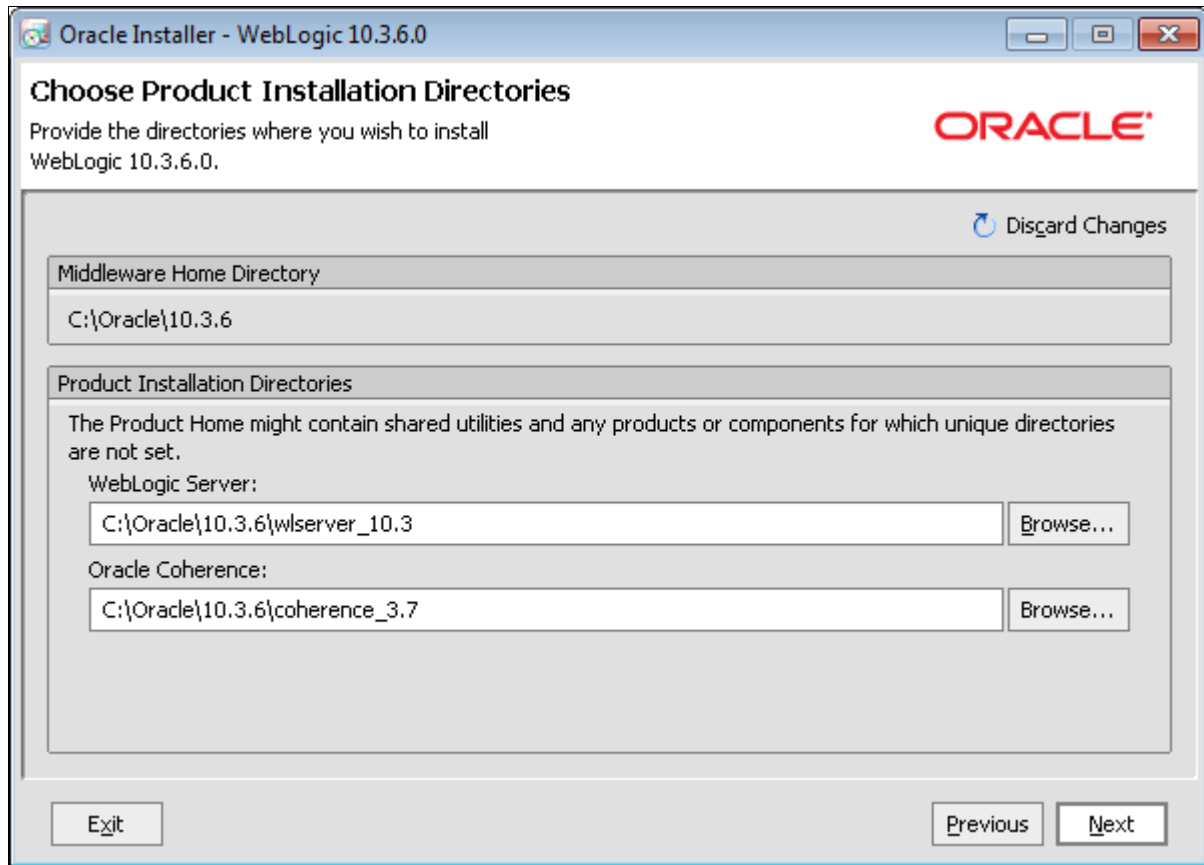 Oracle Installer - WebLogic 10.3.6.0
Choose Product Installation Directories
Provide the directories where you wish to install
WebLogic 10.3.6.0.
ORACLE
Discard Changes
Middleware Home Directory
C:\Oracle\10.3.6
Product Installation Directories
The Product Home might contain shared utilities and any products or components for which unique directories
are not set.
WebLogic Server:
C:\Oracle\10.3.6\wlserver_10.3
Browse...
Oracle Coherence:
C:\Oracle\10.3.6\coherence_3.7
Browse...
Exit
Previous
Next